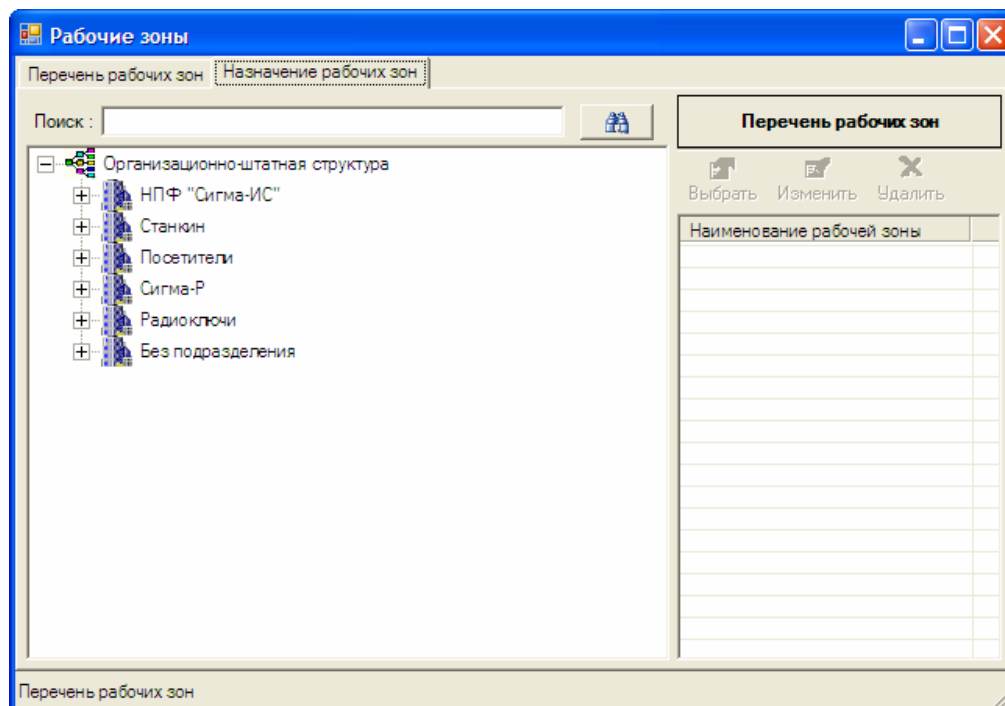 Рабочие зоны
Перечень рабочих зон Назначение рабочих зон
Поиск :
Перечень рабочих зон
Выбрать Изменить Удалить
Наименование рабочей зоны
Организационно-штатная структура
НПФ "Сигма-ИС"
Станкин
Посетители
Сигма-Р
Радиоключи
Без подразделения
Перечень рабочих зон